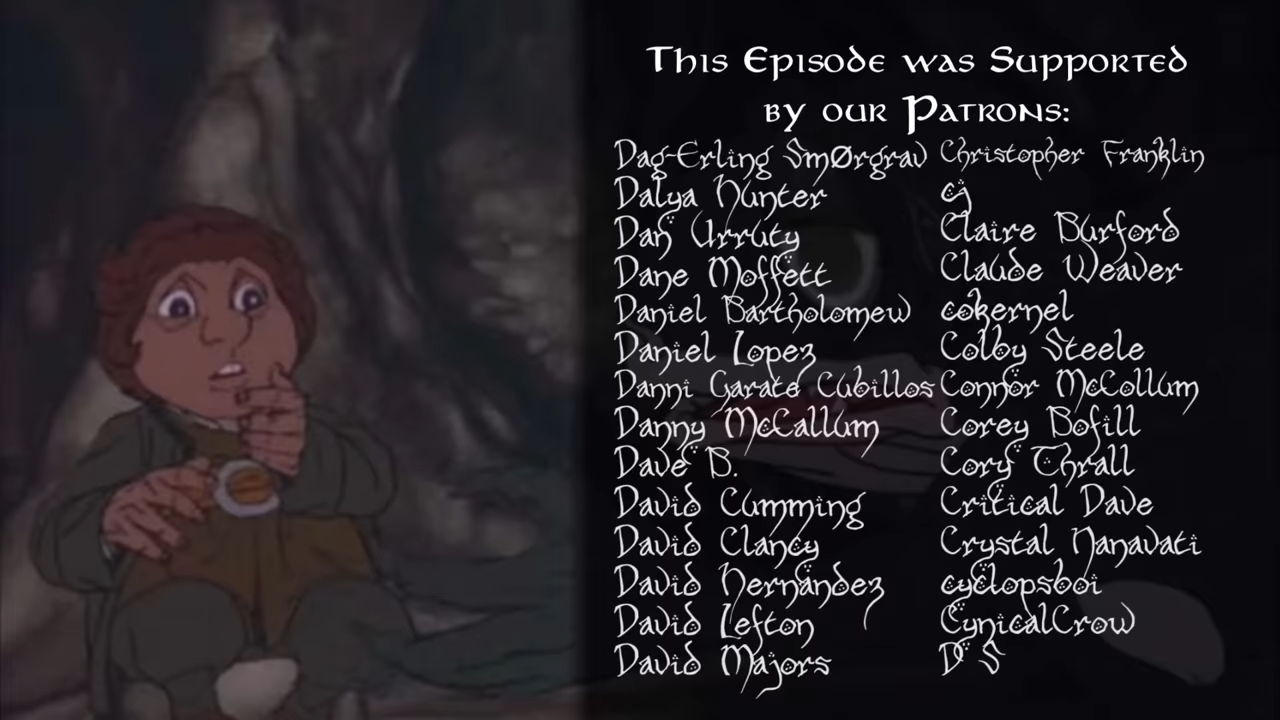 This Episode was Supported
by our Patrons:
Dag-Erling Smørgrav
Dalya Hunter
Dan Urruty
Dane Moffett
Daniel Bartholomew
Daniel Lopez
Danni Garate Cubillos
Danny McCallum
Dave B.
David Cumming
David Clancy
David Hernandez
David Lefton
David Majors
Christopher Franklin
cj
Claire Burford
Claude Weaver
cokernel
Colby Steele
Connor McCollum
Corey Bofill
Cory Thrall
Critical Dave
Crystal Nanavati
cyclopsboi
CynicalCrow
D S